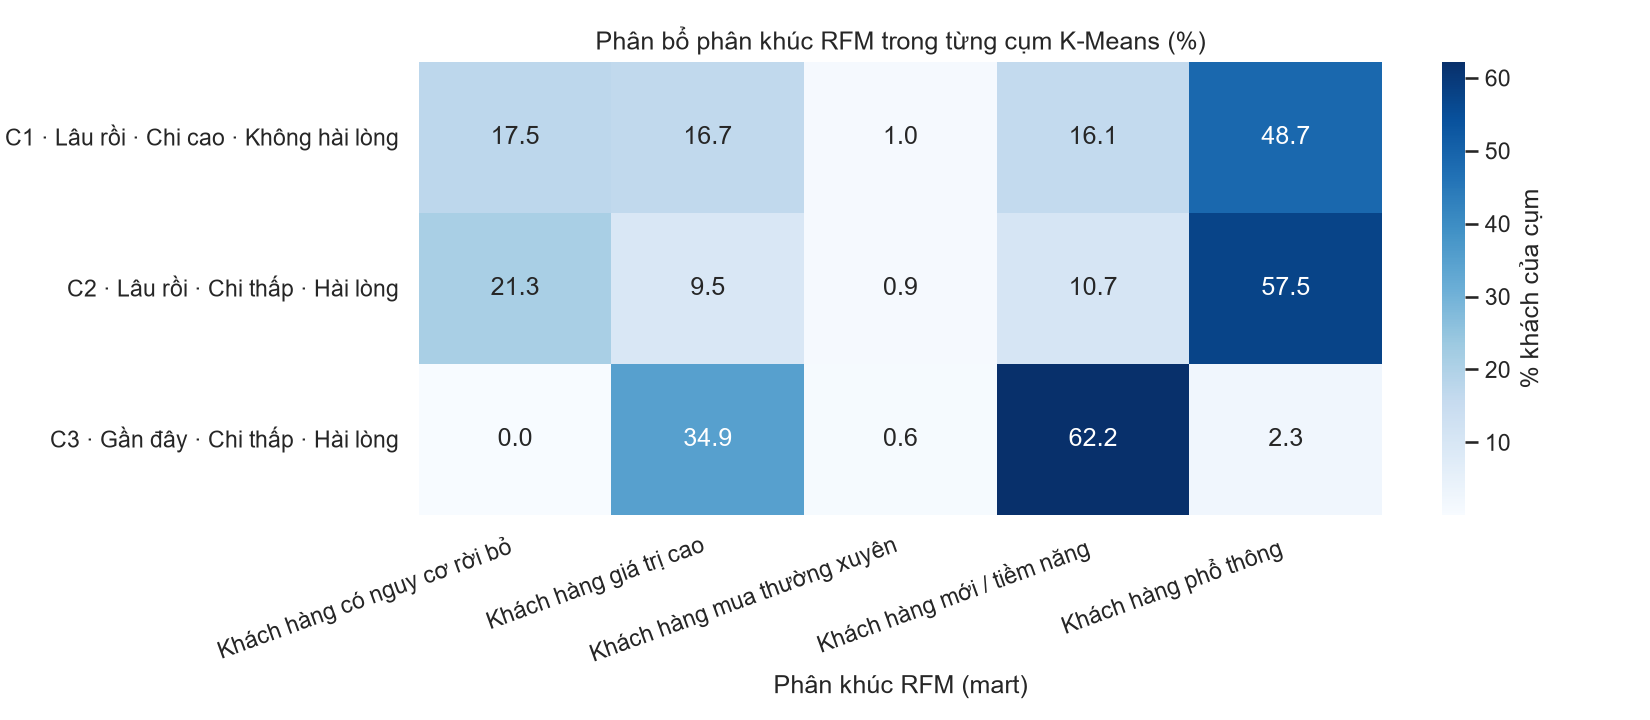 Phân bổ phân khúc RFM trong từng cụm K-Means (%)
C1 · Lâu rồi · Chi cao · Không hài lòng
17.5 16.7 1.0 16.1 48.7
C2 · Lâu rồi · Chi thấp · Hài lòng
21.3 9.5 0.9 10.7 57.5
C3 · Gần đây · Chi thấp · Hài lòng
0.0 34.9 0.6 62.2 2.3
Khách hàng có nguy cơ rời bỏ
Khách hàng giá trị cao
Khách hàng mua thường xuyên
Khách hàng mới / tiềm năng
Khách hàng phổ thông
Phân khúc RFM (mart)
60
50
40
30
20
10
% khách của cụm